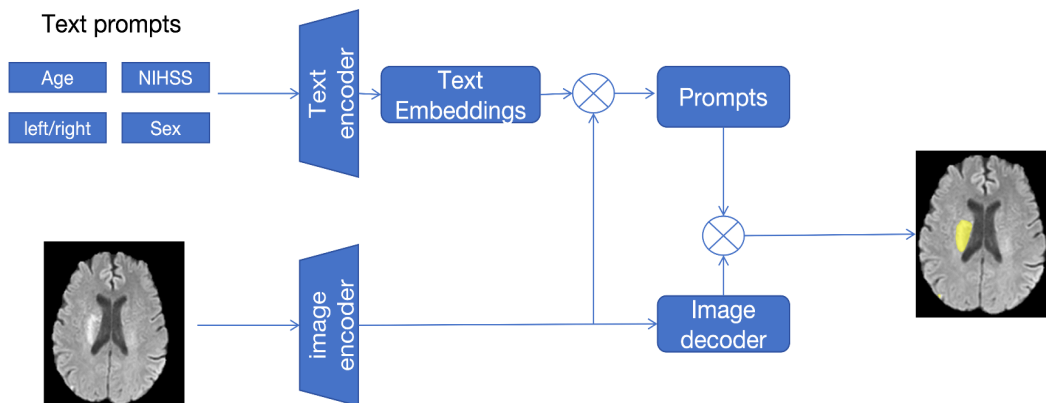 Text prompts
Age
NIHSS
left/right
Sex
Text
encoder
Text
Embeddings
Prompts
image
encoder
Image
decoder